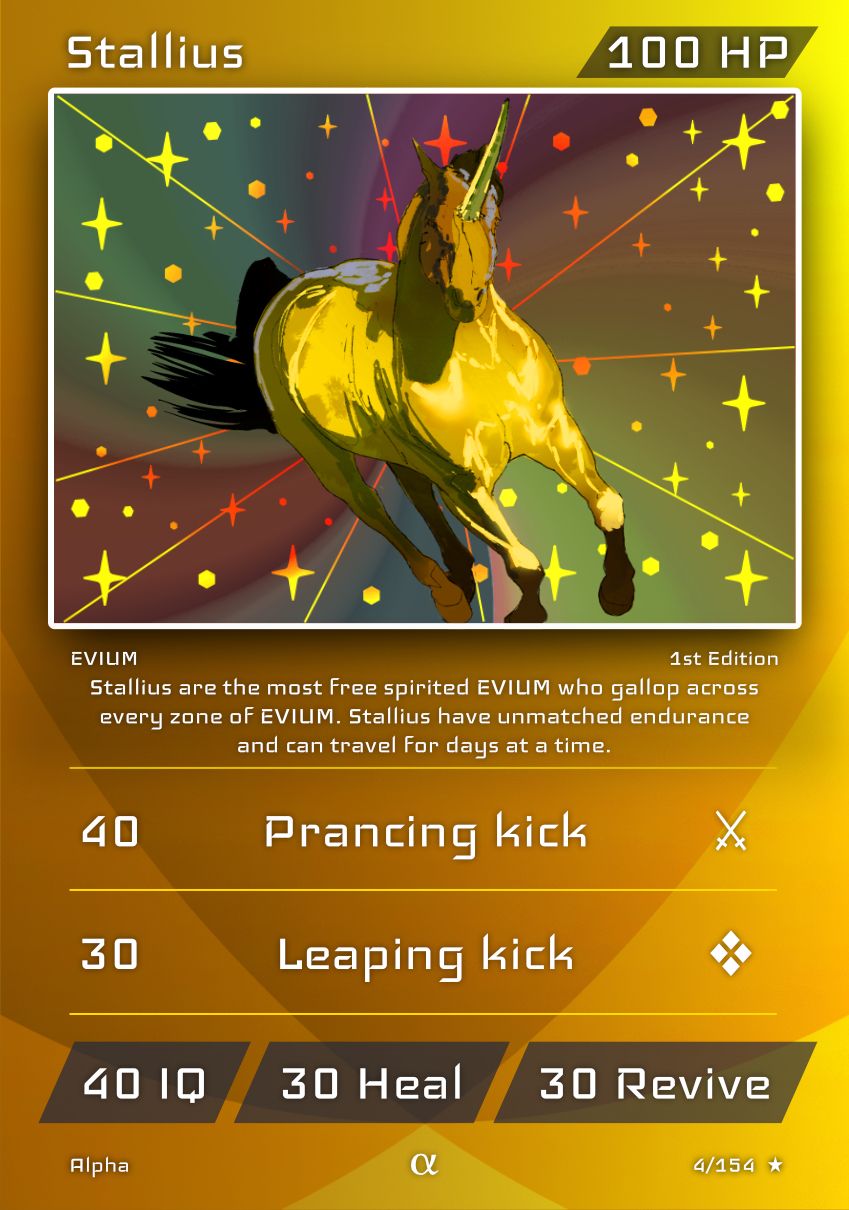 Stallius
100 HP
EVIUM
1st Edition
Stallius are the most free spirited EVIUM who gallop across
every zone of EVIUM. Stallius have unmatched endurance
and can travel for days at a time.
40 Prancing kick
30 Leaping kick
40 IQ
30 Heal
30 Revive
Alpha
α
4/154 ★